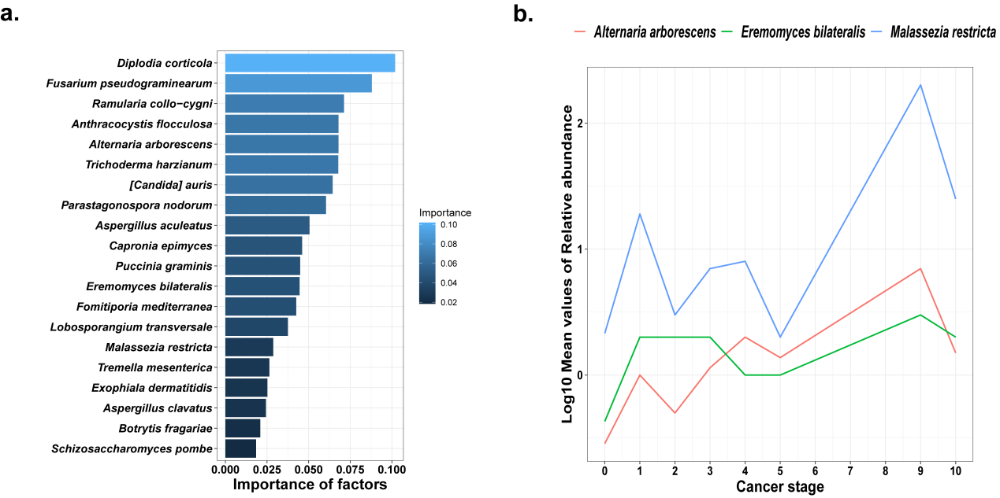 a.
Diplodia corticola
Fusarium pseudograminearum
Ramularia collo−cygni
Anthracocystis flocculosa
Alternaria arborescens
Trichoderma harzianum
[Candida] auris
Parastagonospora nodorum
Aspergillus aculeatus
Capronia epimyces
Puccinia graminis
Eremomyces bilateralis
Fomitiporia mediterranea
Lobosporangium transversale
Malassezia restricta
Tremella mesenterica
Exophiala dermatitidis
Aspergillus clavatus
Botrytis fragariae
Schizosaccharomyces pombe
0.000 0.025 0.050 0.075 0.100
Importance of factors
Importance
0.10
0.08
0.06
0.04
0.02
b.
Alternaria arborescens Eremomyces bilateralis Malassezia restricta
Log10 Mean values of Relative abundance
2
1
0
0 1 2 3 4 5 6 7 8 9 10
Cancer stage